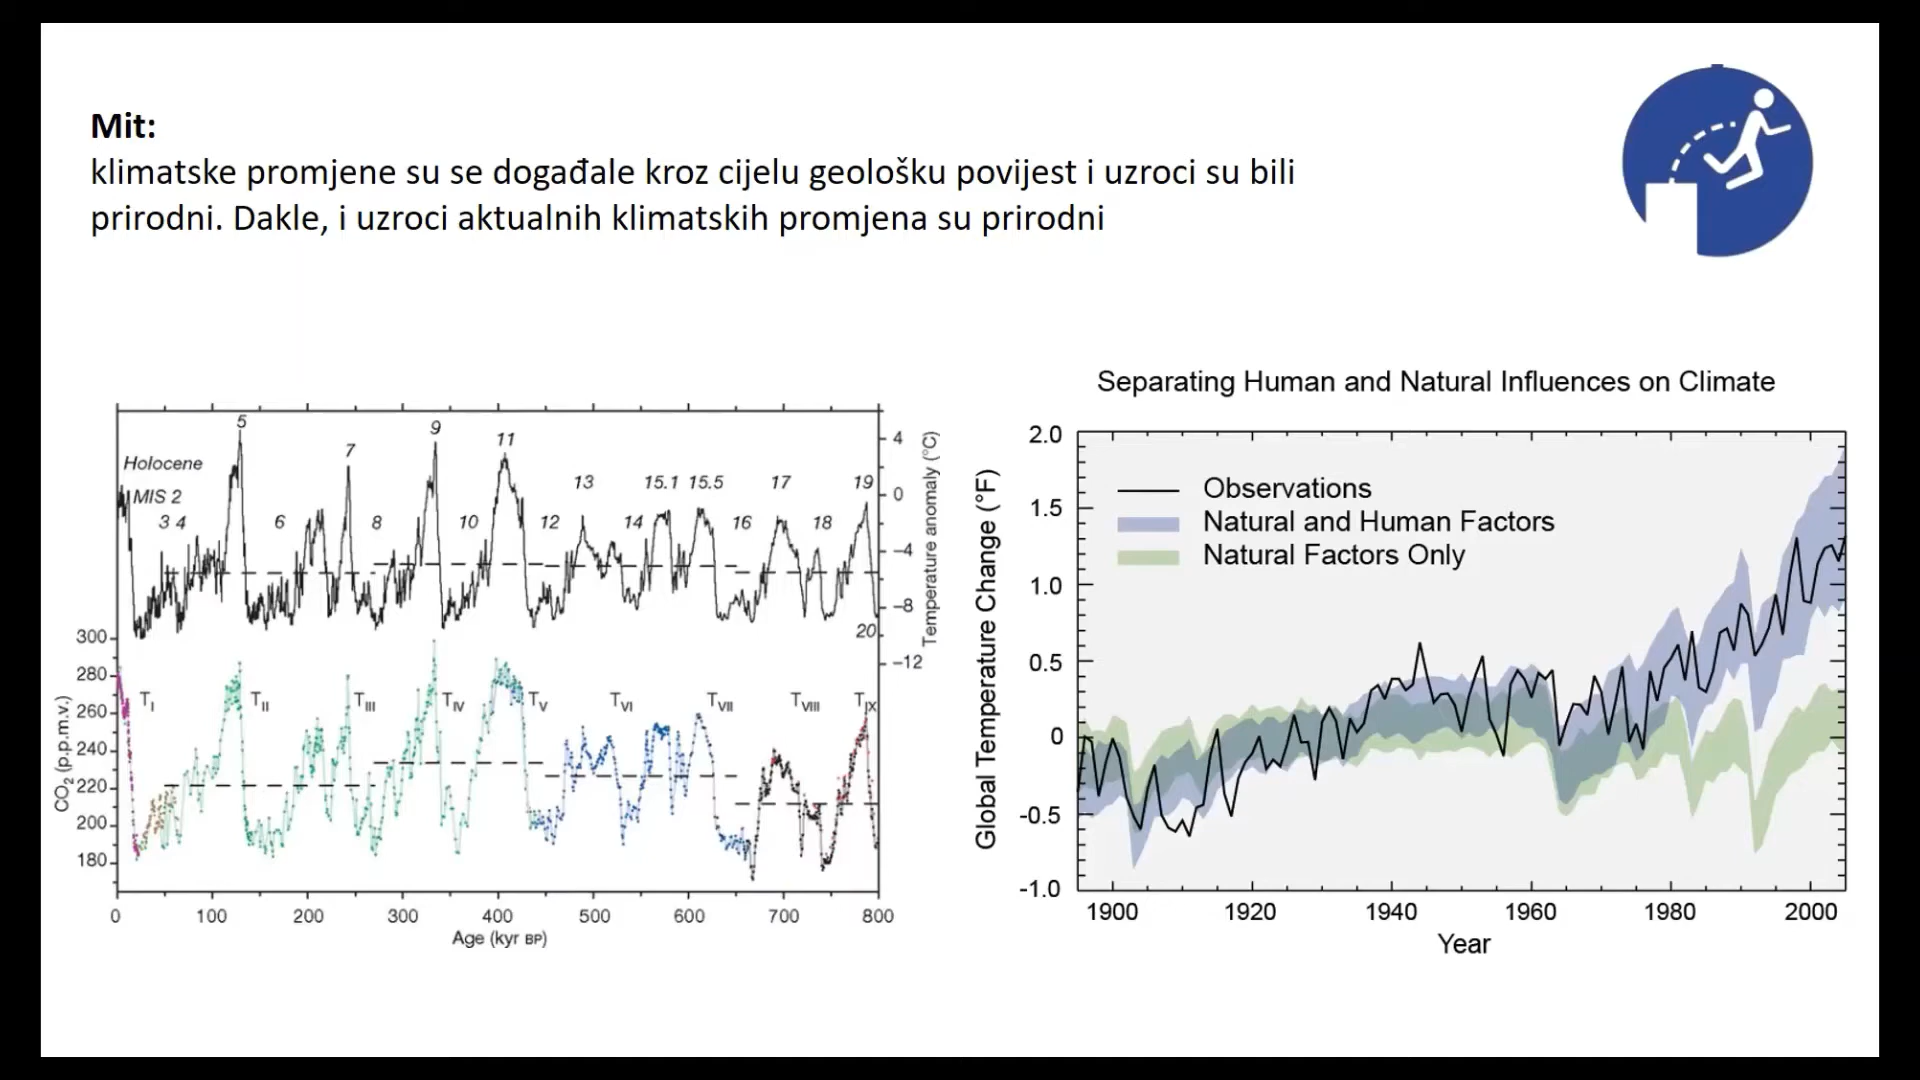 Mit:
klimatske promjene su se događale kroz cijelu geološku povijest i uzroci su bili
prirodni. Dakle, i uzroci aktualnih klimatskih promjena su prirodni
5
9
11
7
Holocene
MIS 2
3 4
6
8
10
12
13
14
15.1
15.5
16
17
18
19
20
4
0
−4
−8
−12
Temperature anomaly (°C)
300
280
260
240
220
200
180
CO2 (p.p.m.v.)
TI
TII
TIII
TIV
TV
TVI
TVII
TVIII
TIX
0 100 200 300 400 500 600 700 800
Age (kyr BP)
Separating Human and Natural Influences on Climate
2.0
1.5
1.0
0.5
0
-0.5
-1.0
Global Temperature Change (°F)
Observations
Natural and Human Factors
Natural Factors Only
1900 1920 1940 1960 1980 2000
Year